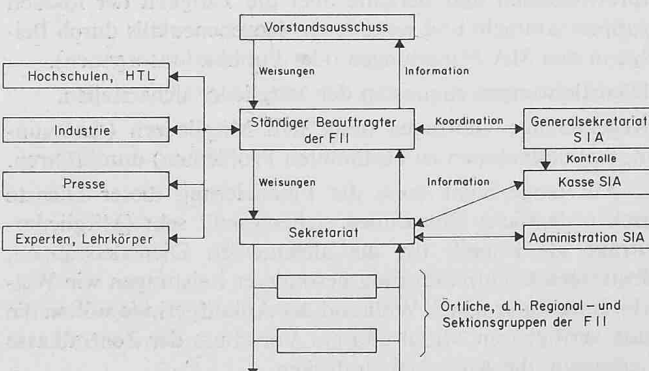 Vorstandsausschuss
Weisungen
Information
Hochschulen, HTL
Industrie
Ständiger Beauftragter
der FII
Koordination
Generalsekretariat
SIA
Kontrolle
Presse
Weisungen
Information
Kasse SIA
Experten, Lehrkörper
Sekretariat
Administration SIA
Örtliche, d.h. Regional- und
Sektionsgruppen der FII